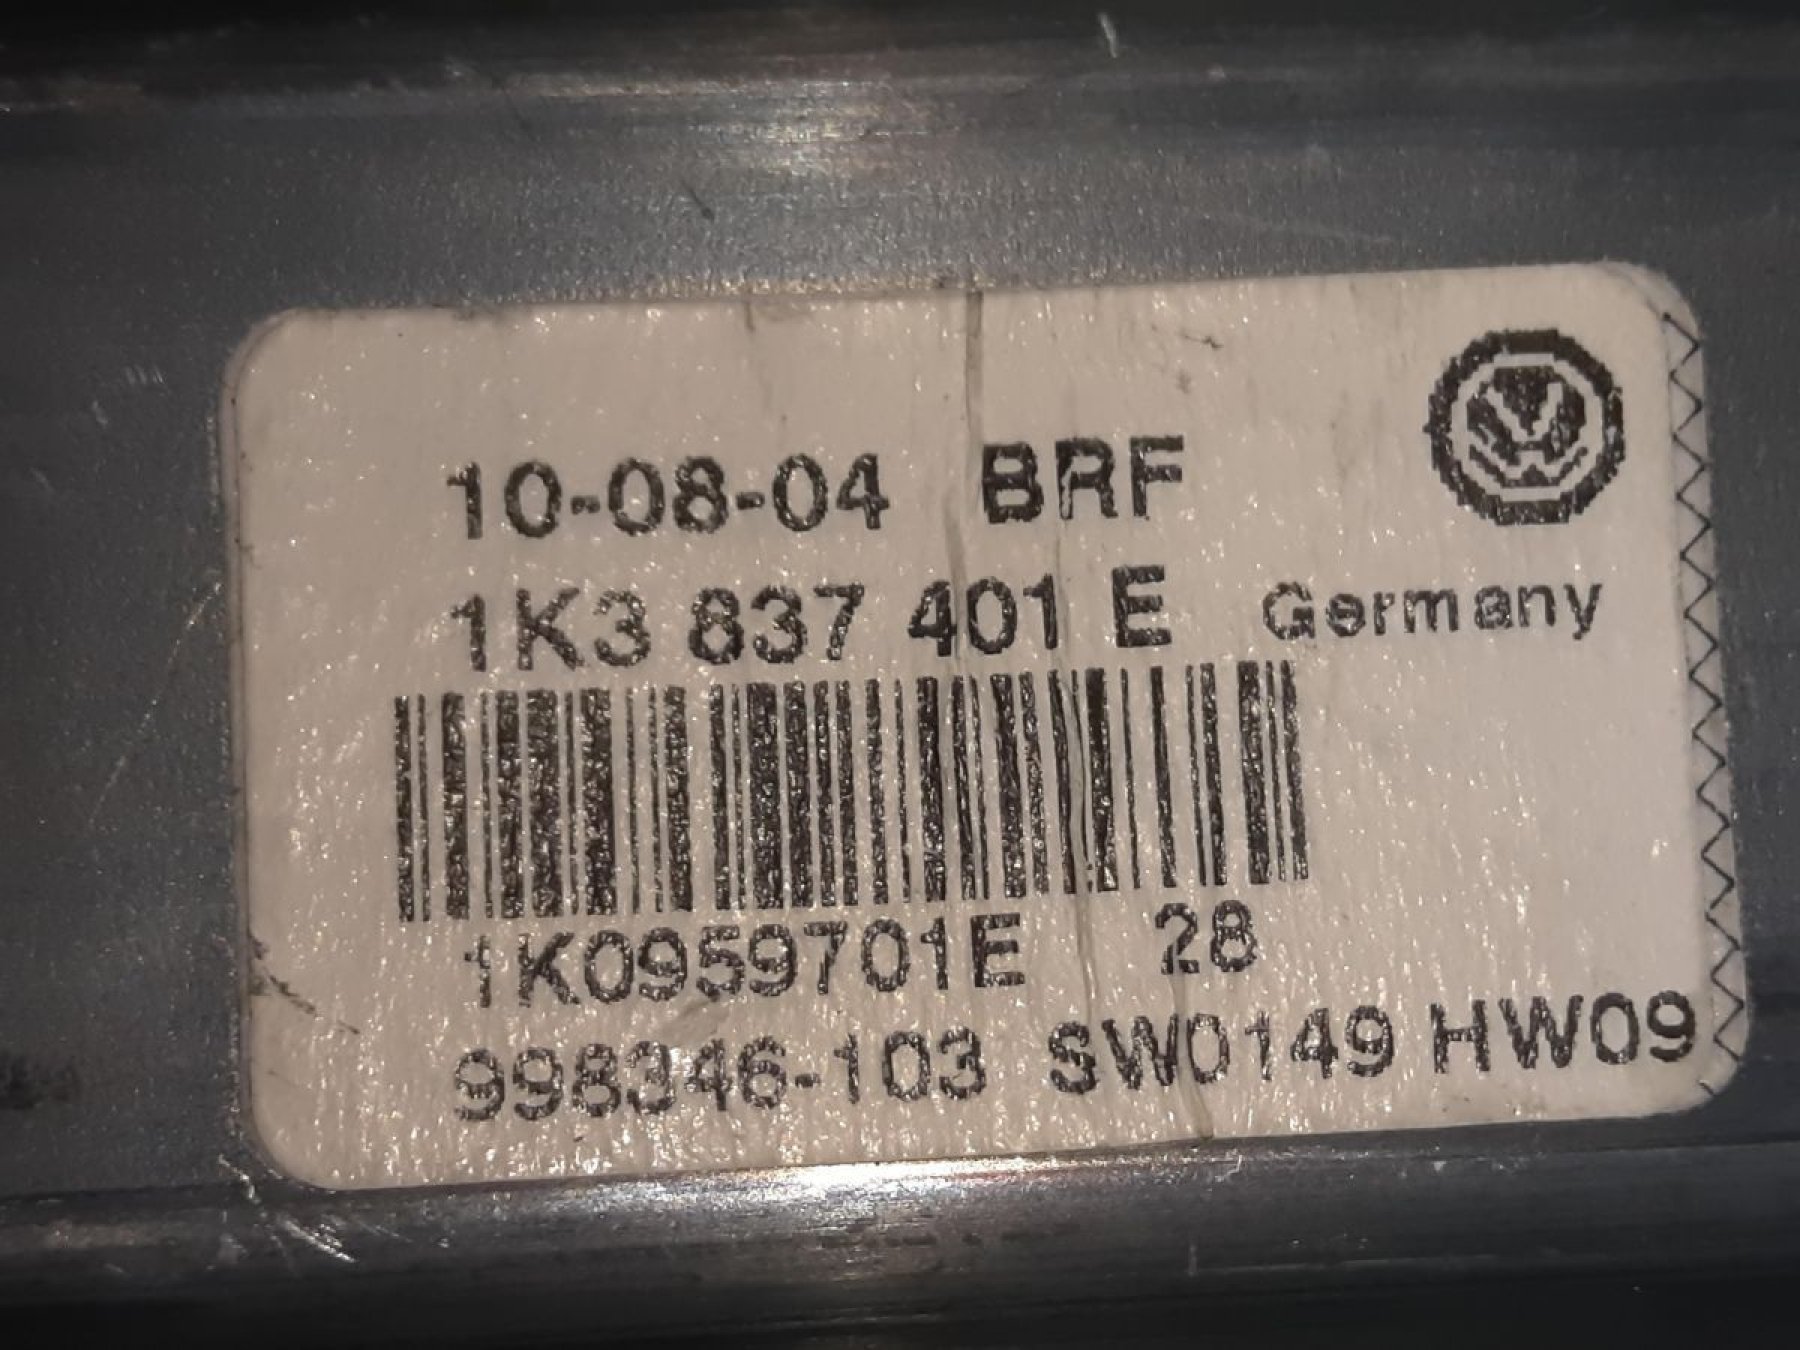 10-08-04 BRF
1K3 837 401 E Germany
1K0959701E 28
998346-103 SW0149 HW09